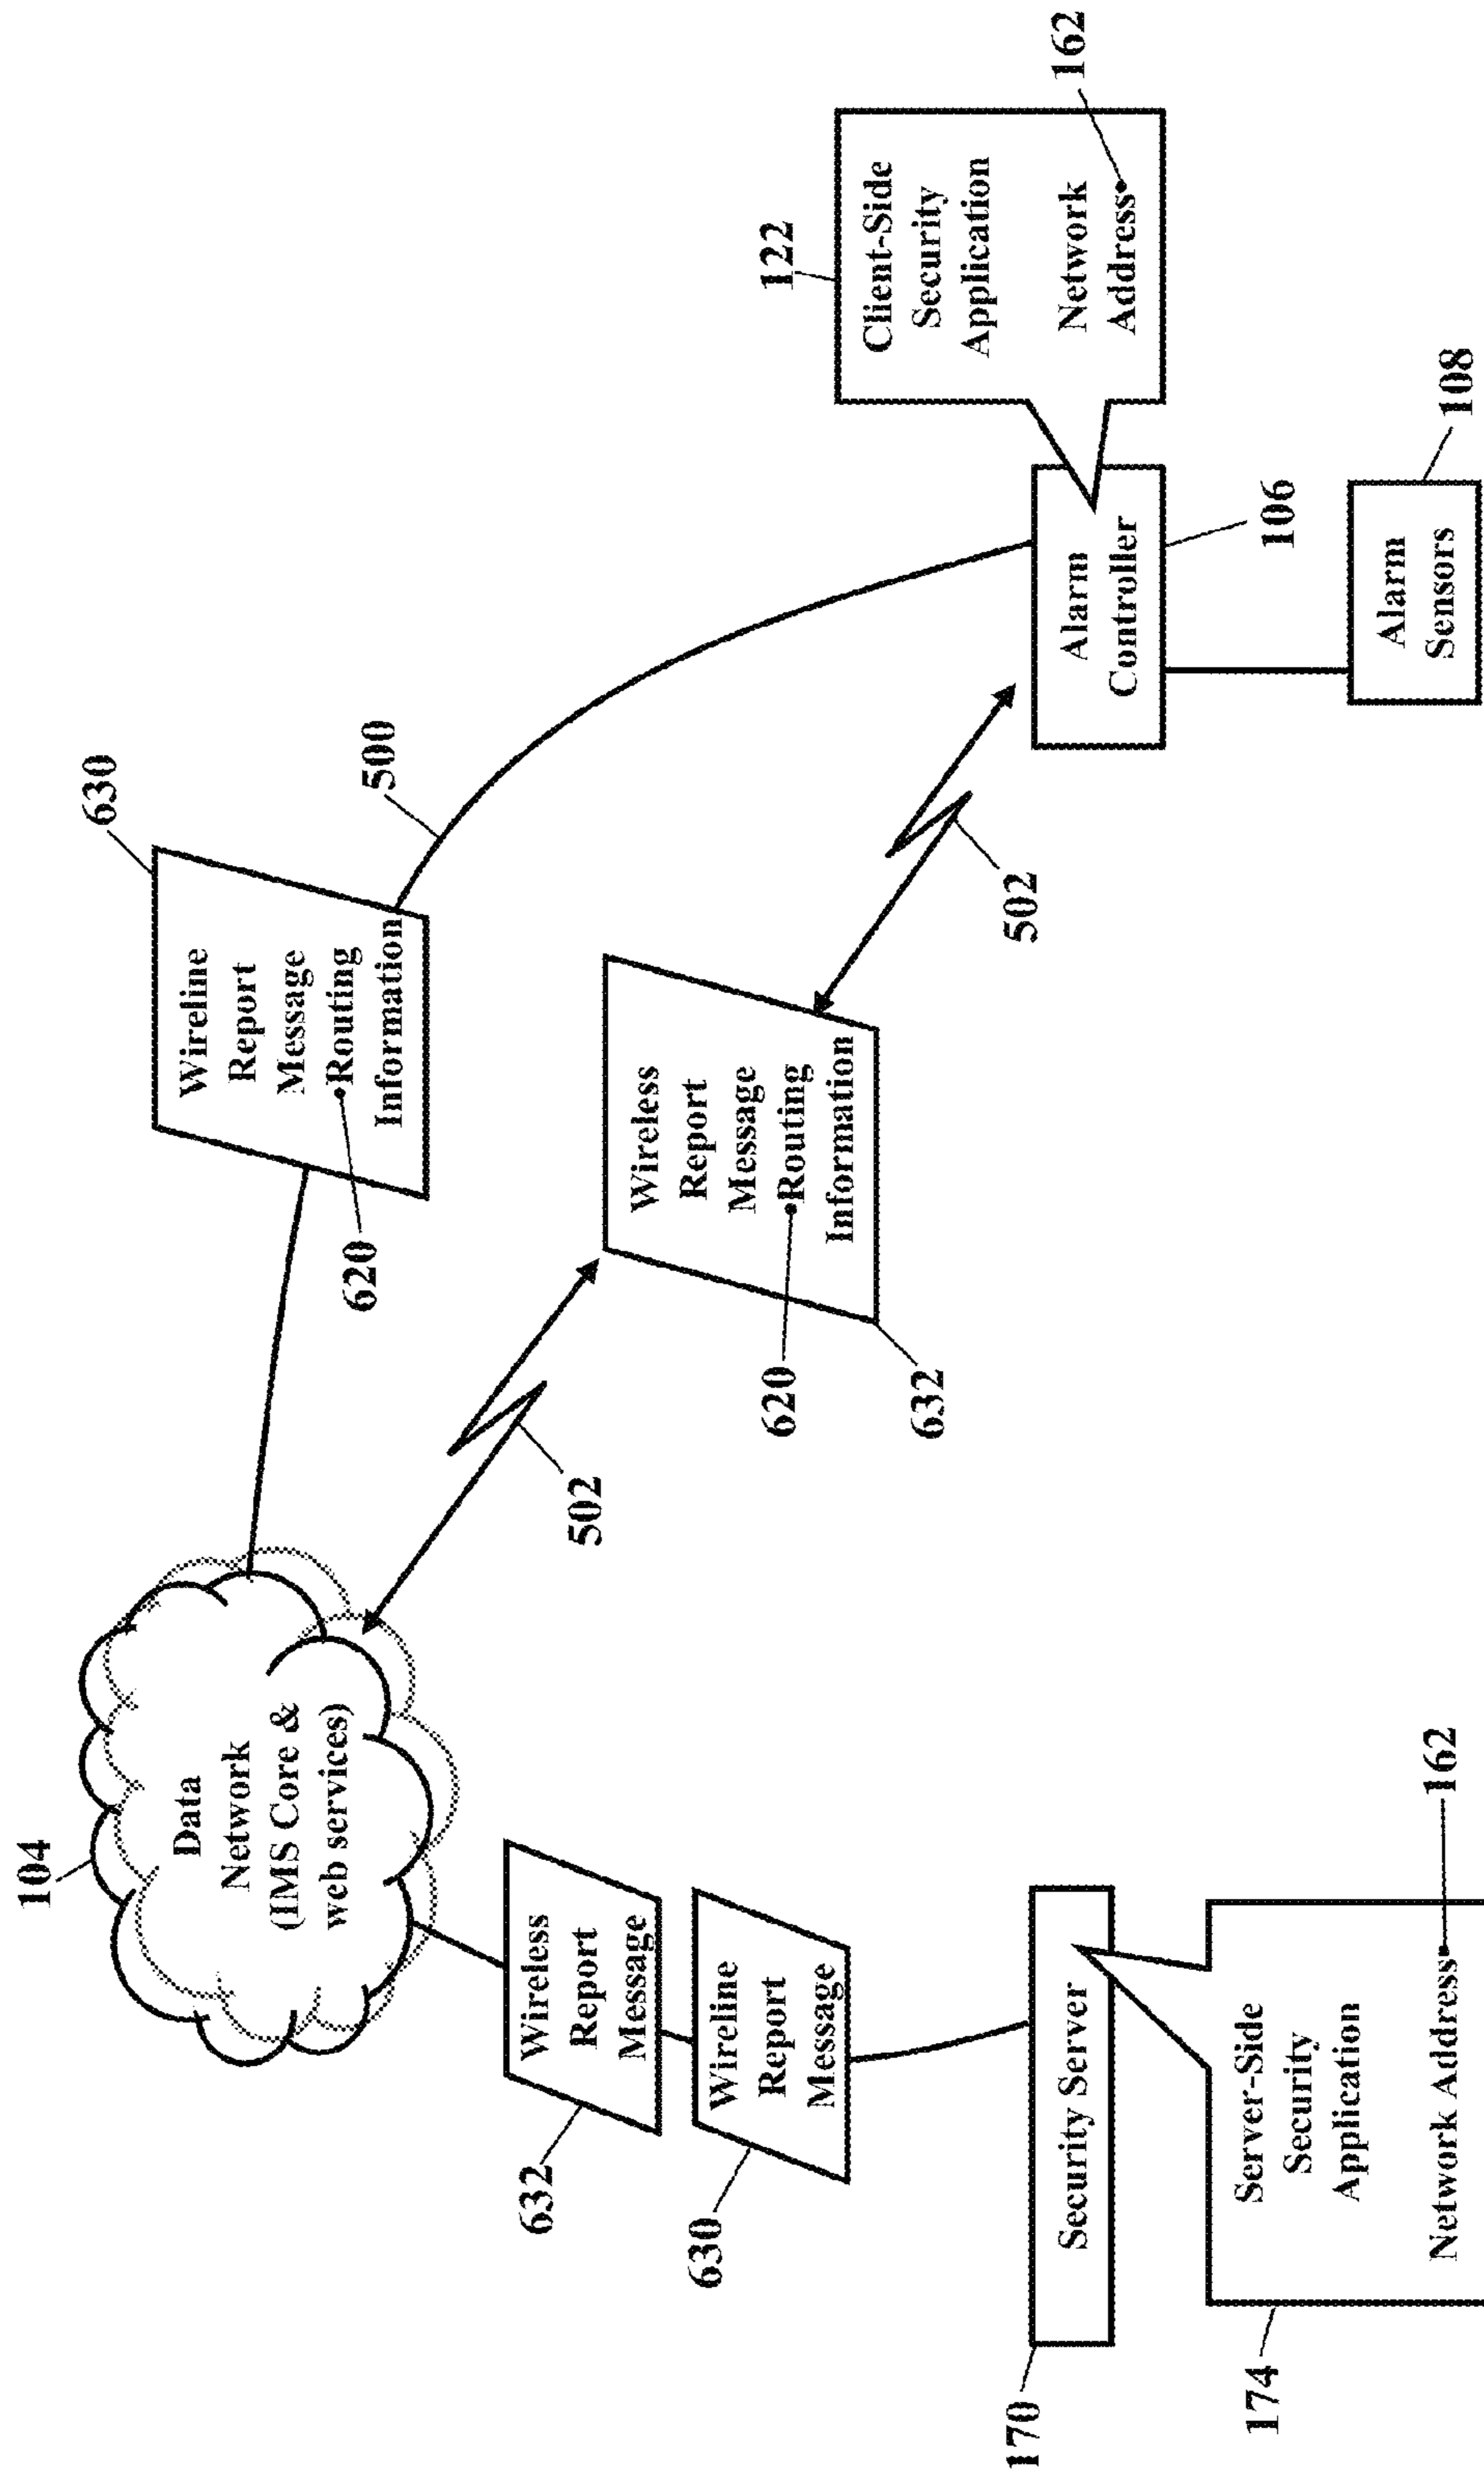 104
Data
Network
(IMS Core &
web services)
630
Wireline
Report
Message
Routing
Information
620
500
502
Wireless
Report
Message
Routing
Information
620
632
502
Wireless
Report
Message
632
Wireline
Report
Message
630
Security Server
170
Server-Side
Security
Application
Network Address
162
174
122
Client-Side
Security
Application
Network
Address
162
Alarm
Controller
106
Alarm
Sensors
108